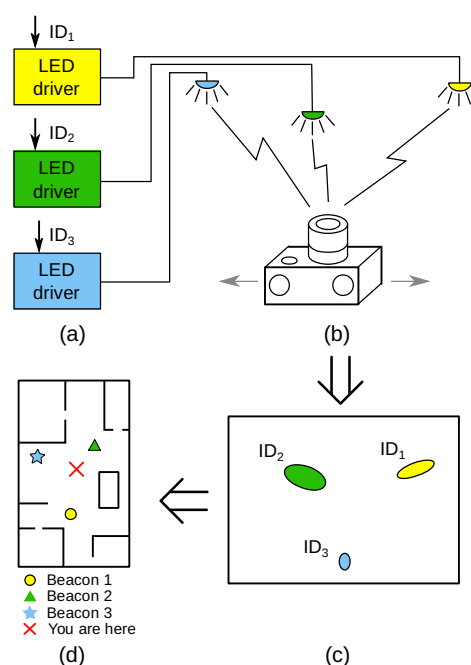 ID1
LED
driver
ID2
LED
driver
ID3
LED
driver
(a)
(b)
ID2
ID1
ID3
(c)
Beacon 1
Beacon 2
Beacon 3
You are here
(d)